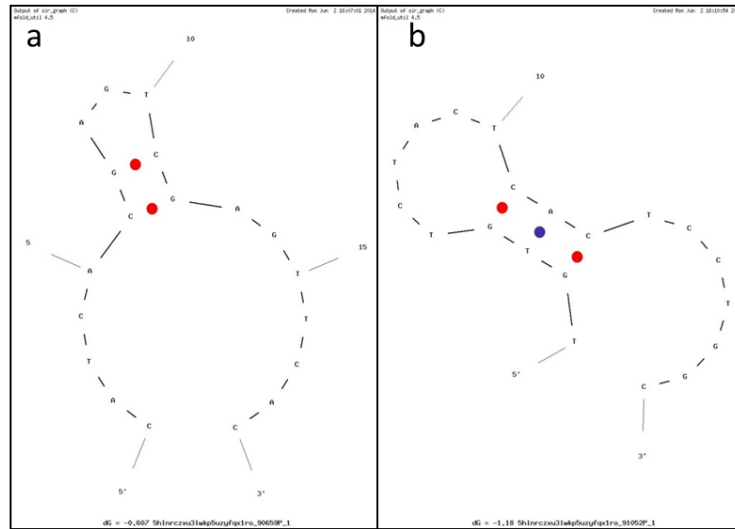 Output of sir_graph (C)
mfold_util 4.5
Created Mon Jun 2 16:07:01 2014
a
10
G T
A
G C
C G A
5 G
A 15
C T
T T
A C
C C A
5' 3'
dG = -0,607 5hlnrczxu3lwkp5uzyfqx1ro_90659P_1
Output of sir_graph (C)
mfold_util 4.5
b
10
A C T
T C A
C C T C
T G T C
G T
T G
5' C G
3'
dG = -1,18 5hlnrczxu3lwkp5uzyfqx1ro_91052P_1